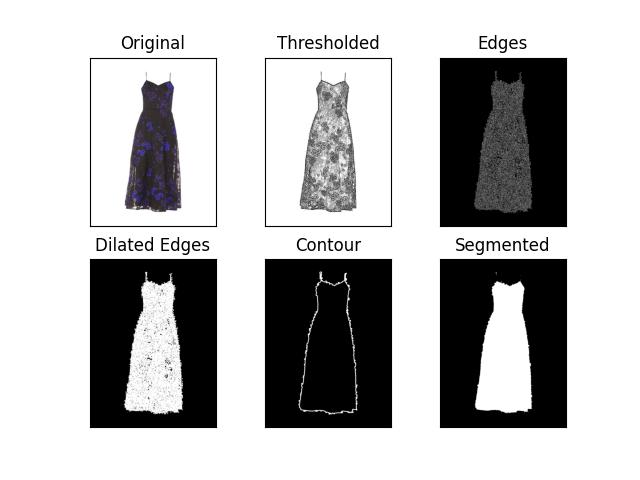 Original
Thresholded
Edges
Dilated Edges
Contour
Segmented